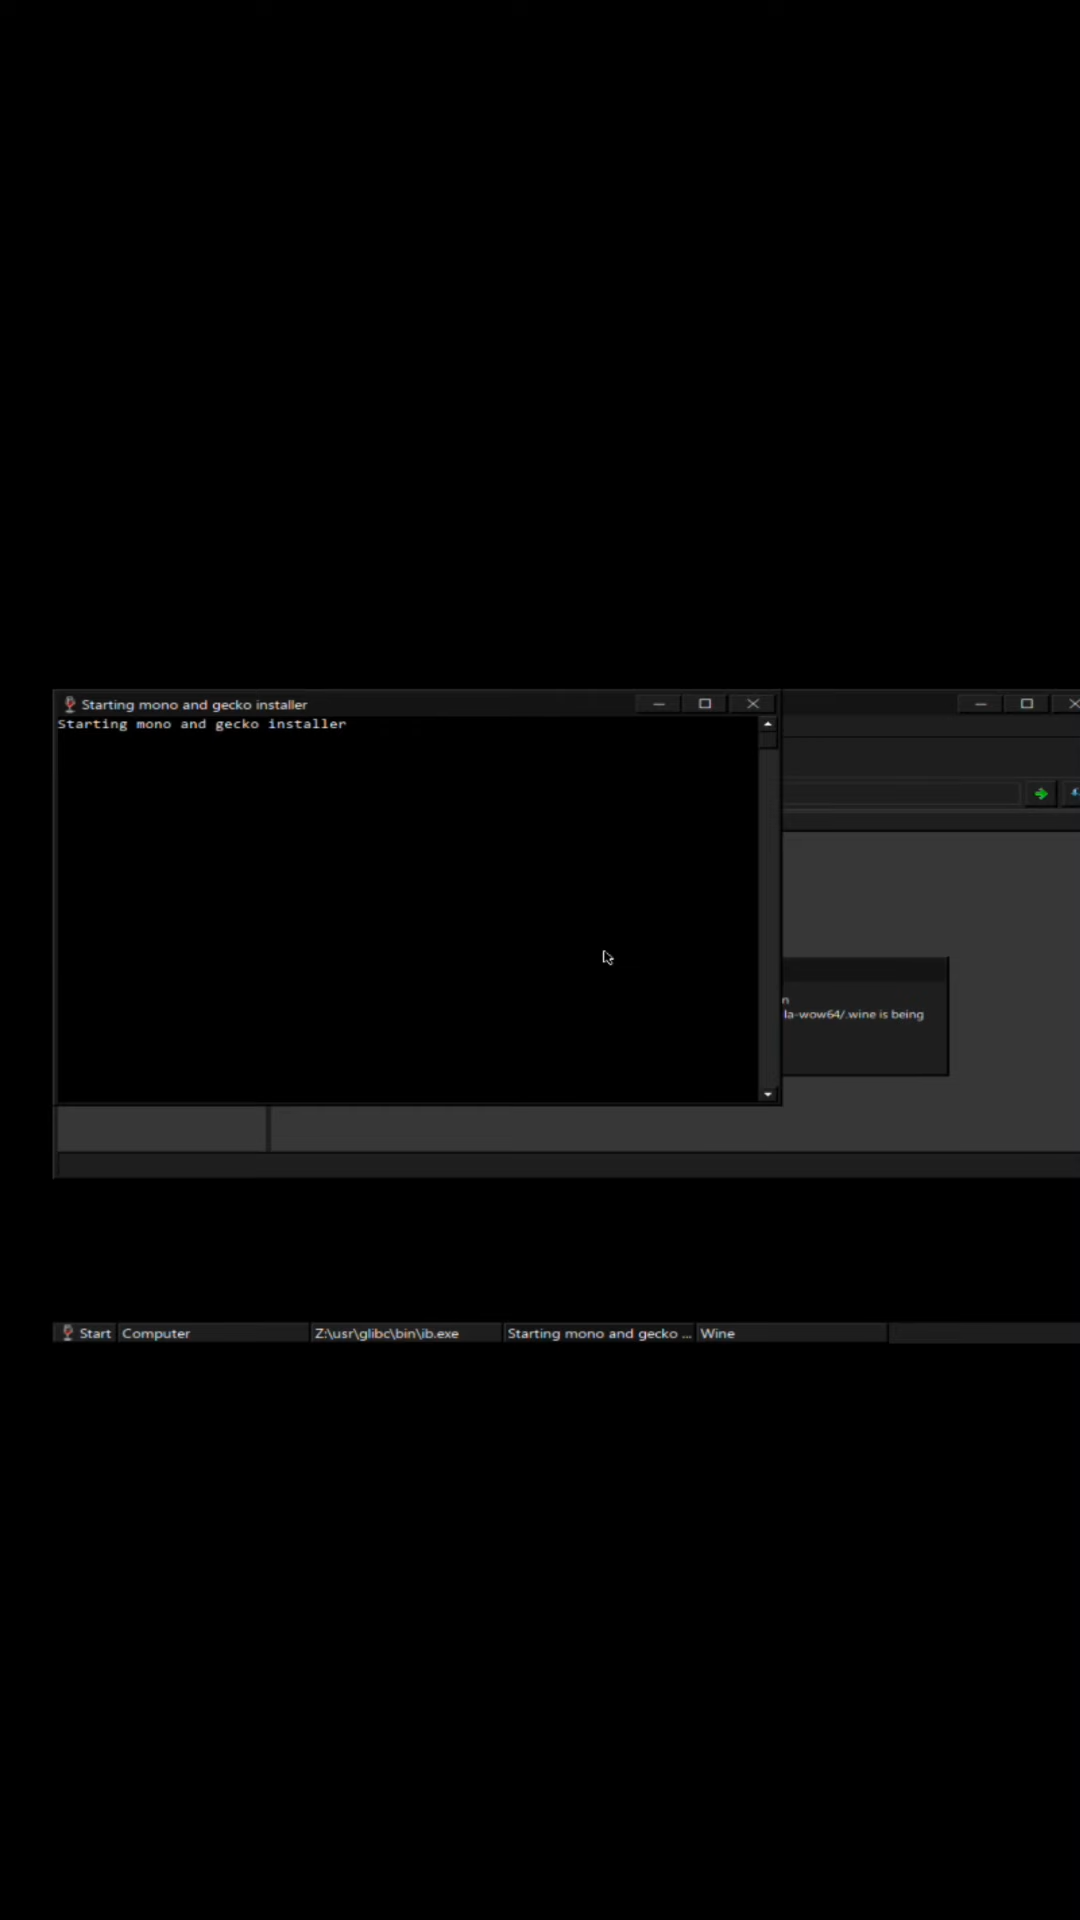 Starting mono and gecko installer
Starting mono and gecko installer
n
la-wow64/.wine is being
Start
Computer
Z:\usr\glibc\bin\ib.exe
Starting mono and gecko ...
Wine